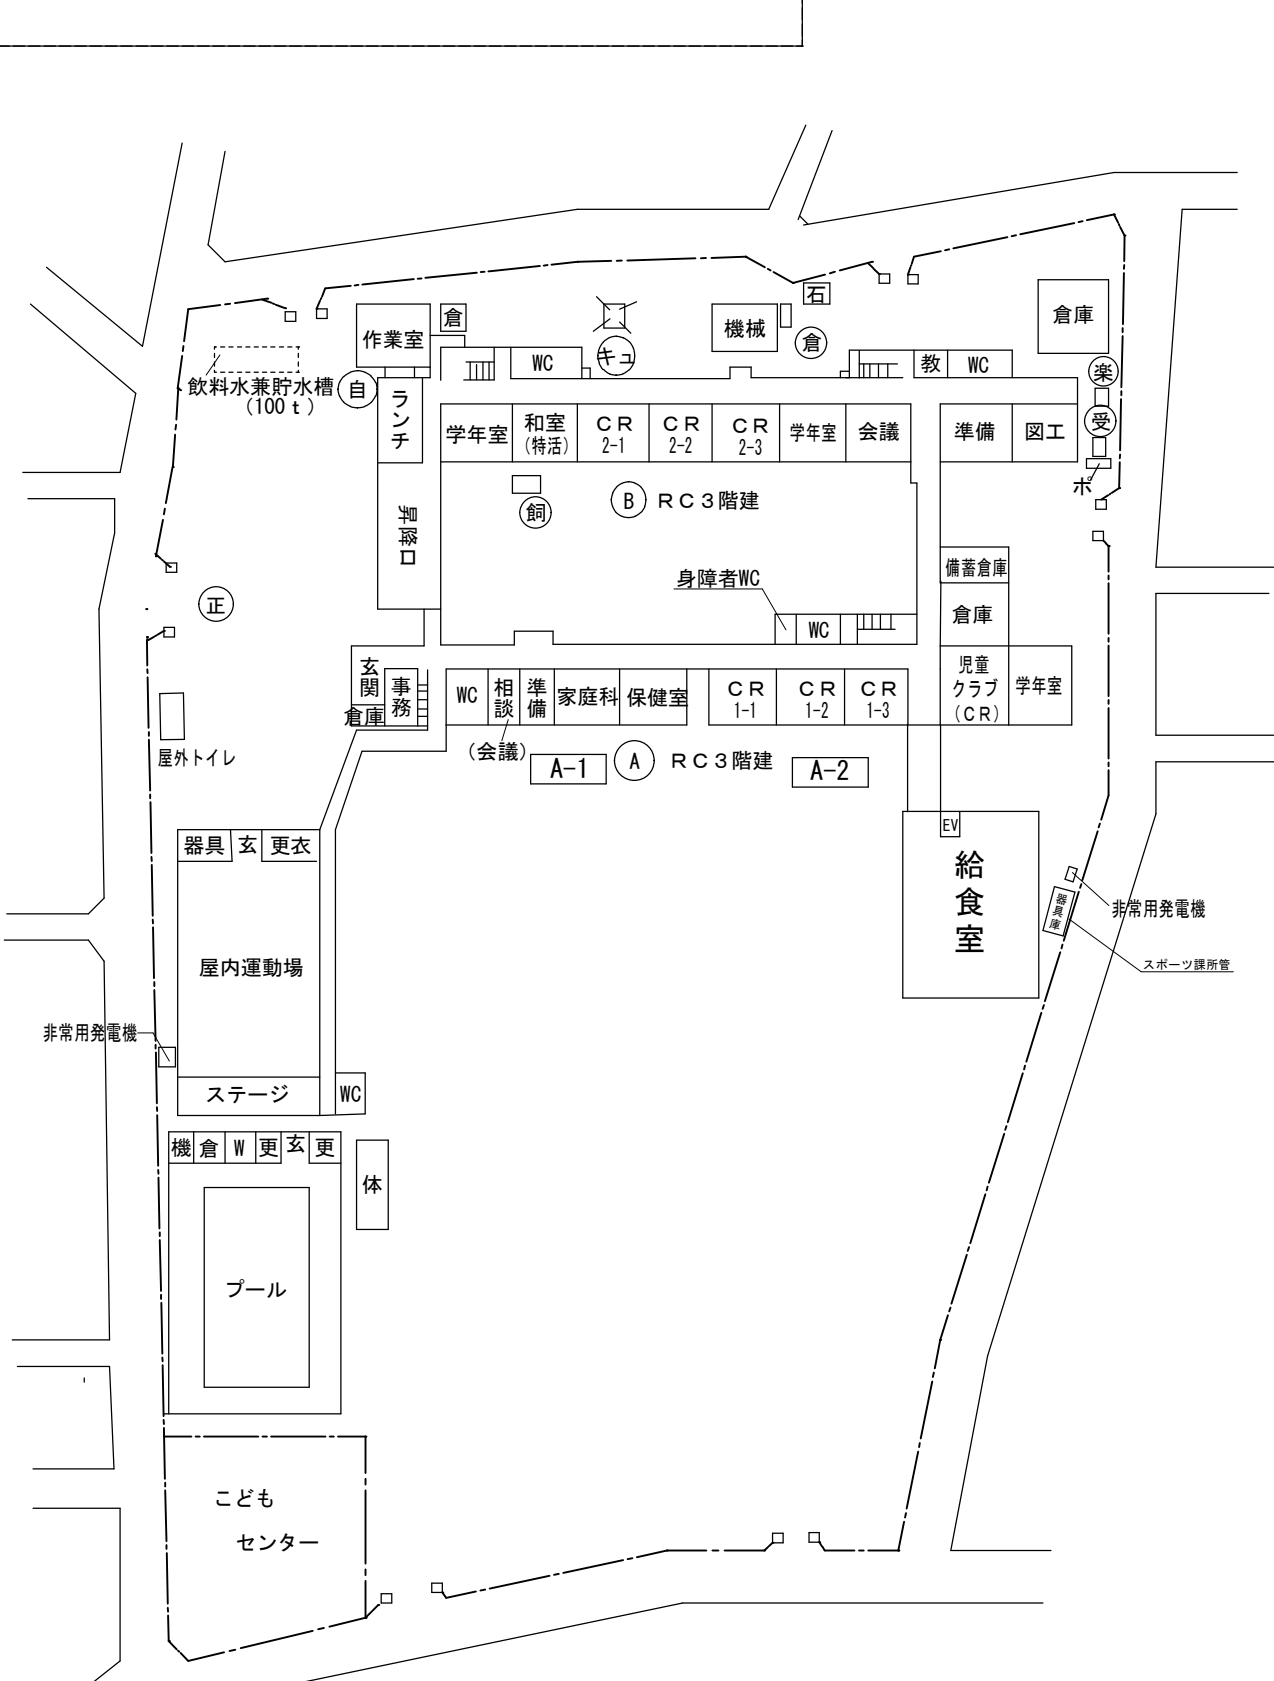 石
作業室
倉
機械
倉庫
倉
キュ
WC
教
WC
楽
飲料水兼貯水槽
(100ｔ)
自
ランチ
受
学年室
和室
(特活)
ＣＲ
2-1
ＣＲ
2-2
ＣＲ
2-3
学年室
会議
準備
図工
ポ
飼
B
ＲＣ３階建
昇降口
備蓄倉庫
身障者WC
正
倉庫
WC
玄関
事務
倉庫
WC
相談
準備
家庭科
保健室
ＣＲ
1-1
ＣＲ
1-2
ＣＲ
1-3
児童
クラブ
(ＣＲ)
学年室
屋外トイレ
(会議)
A-1
A
ＲＣ３階建
A-2
EV
器具
玄
更衣
給食室
器具庫
非常用発電機
屋内運動場
スポーツ課所管
非常用発電機
ステージ
WC
機
倉
W
更
玄
更
体
プール
こども
センター